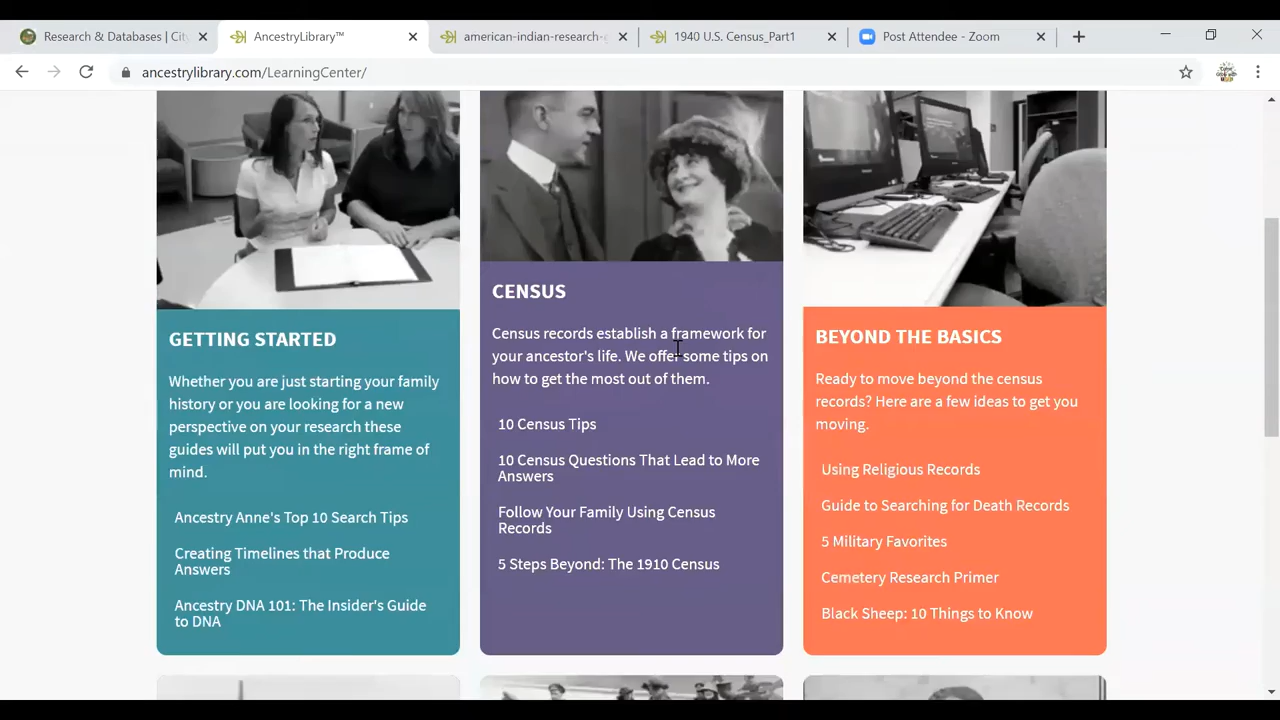 Research & Databases | Cit
AncestryLibrary™
american-indian-research-g
1940 U.S. Census_Part1
Post Attendee - Zoom
ancestrylibrary.com/LearningCenter/
GETTING STARTED
Whether you are just starting your family
history or you are looking for a new
perspective on your research these
guides will put you in the right frame of
mind.
Ancestry Anne's Top 10 Search Tips
Creating Timelines that Produce
Answers
Ancestry DNA 101: The Insider's Guide
to DNA
CENSUS
Census records establish a framework for
your ancestor's life. We offer some tips on
how to get the most out of them.
10 Census Tips
10 Census Questions That Lead to More
Answers
Follow Your Family Using Census
Records
5 Steps Beyond: The 1910 Census
BEYOND THE BASICS
Ready to move beyond the census
records? Here are a few ideas to get you
moving.
Using Religious Records
Guide to Searching for Death Records
5 Military Favorites
Cemetery Research Primer
Black Sheep: 10 Things to Know